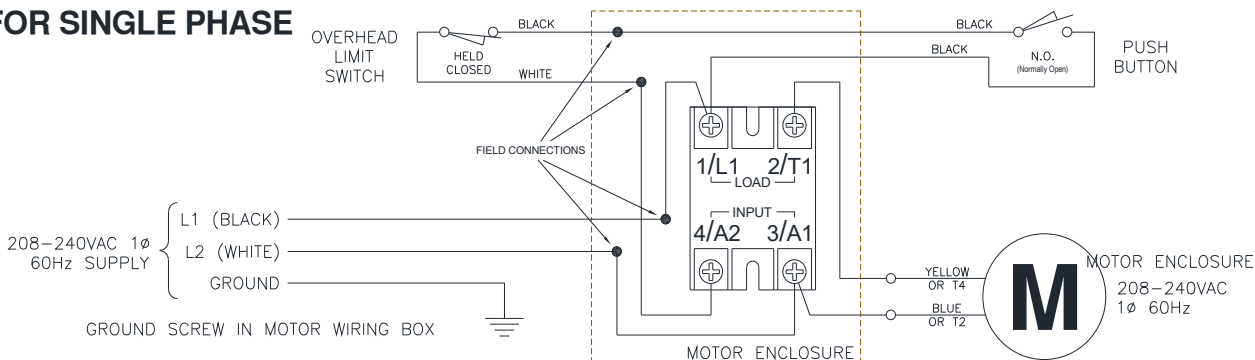 FOR SINGLE PHASE
OVERHEAD
LIMIT
SWITCH
HELD
CLOSED
BLACK
WHITE
BLACK
BLACK
N.O.
(Normally Open)
PUSH
BUTTON
FIELD CONNECTIONS
1/L1 2/T1
LOAD
INPUT
4/A2 3/A1
208-240VAC 1ø
60Hz SUPPLY
L1 (BLACK)
L2 (WHITE)
GROUND
GROUND SCREW IN MOTOR WIRING BOX
MOTOR ENCLOSURE
YELLOW
OR T4
BLUE
OR T2
M
MOTOR ENCLOSURE
208-240VAC
1ø 60Hz